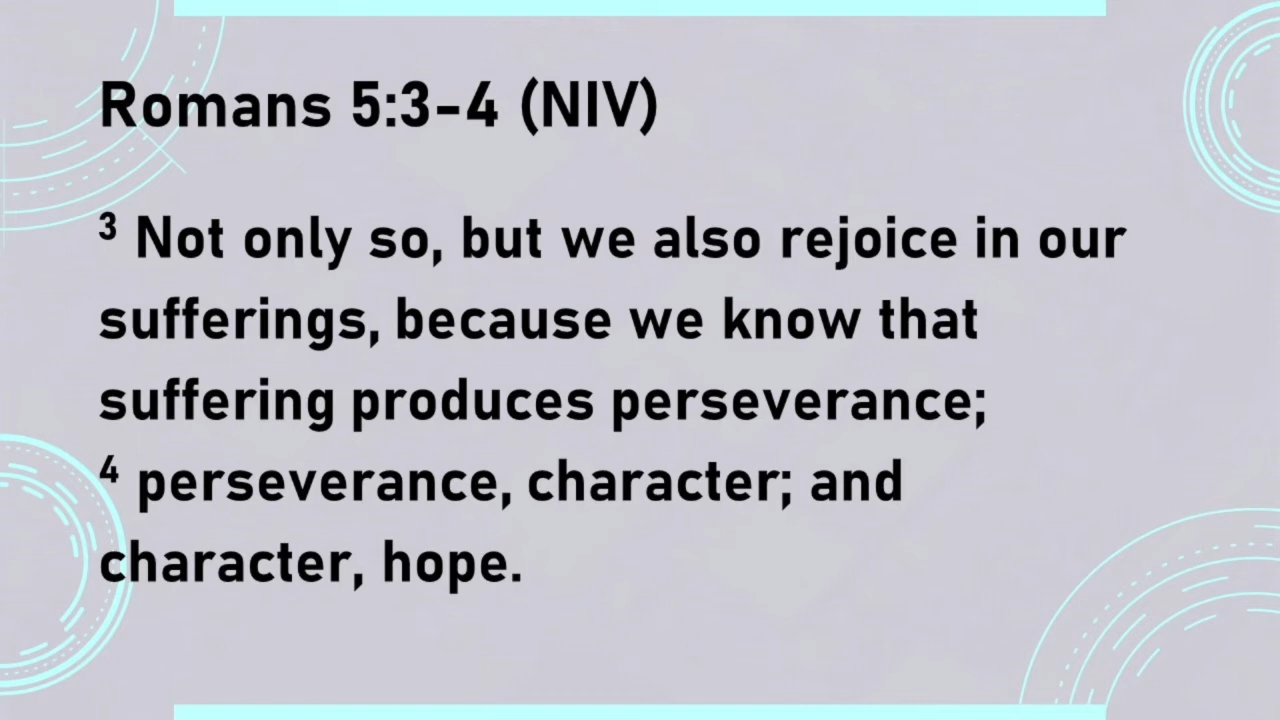 Romans 5:3-4 (NIV)
³ Not only so, but we also rejoice in our
sufferings, because we know that
suffering produces perseverance;
⁴ perseverance, character; and
character, hope.